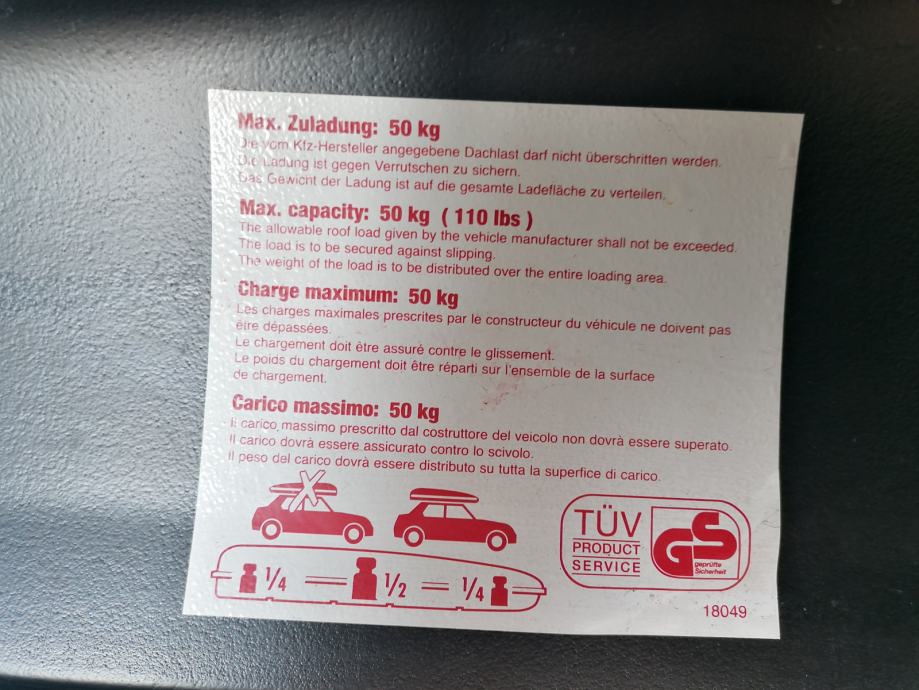 Max. Zuladung: 50 kg
Die vom Kfz-Hersteller angegebene Dachlast darf nicht überschritten werden.
Die Ladung ist gegen Verrutschen zu sichern.
Das Gewicht der Ladung ist auf die gesamte Ladefläche zu verteilen.
Max. capacity: 50 kg ( 110 lbs )
The allowable roof load given by the vehicle manufacturer shall not be exceeded.
The load is to be secured against slipping.
The weight of the load is to be distributed over the entire loading area.
Charge maximum: 50 kg
Les charges maximales prescrites par le constructeur du véhicule ne doivent pas
être dépassées.
Le chargement doit être assuré contre le glissement.
Le poids du chargement doit être réparti sur l'ensemble de la surface
de chargement.
Carico massimo: 50 kg
Il carico massimo prescritto dal costruttore del veicolo non dovrà essere superato.
Il carico dovrà essere assicurato contro lo scivolo.
Il peso del carico dovrà essere distributo su tutta la superfice di carico.
1/4 1/2 1/4
TÜV
PRODUCT
SERVICE
GS
geprüfte
Sicherheit
18049